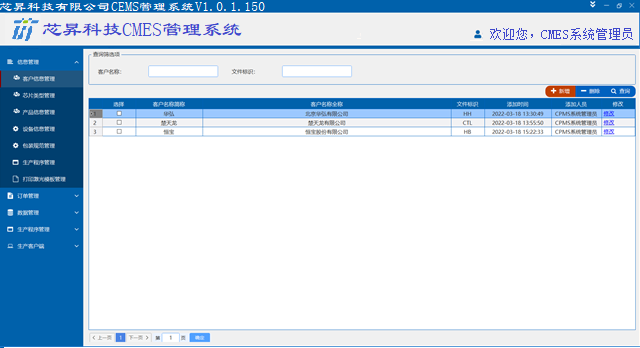 芯昇科技有限公司CEMS管理系统V1.0.1.150
芯昇科技CMES管理系统
欢迎您，CMES系统管理员
信息管理
客户信息管理
芯片类型管理
产品信息管理
设备信息管理
包装规范管理
生产程序管理
打印激光模板管理
订单管理
数据管理
生产程序管理
生产客户端
查询筛选项
客户名称：
文件标识：
新增 删除 查询
选择 客户名称简称 客户名称全称 文件标识 添加时间 添加人员 修改
1 华弘 北京华弘有限公司 HH 2022-03-18 13:30:49 CPMS系统管理员 修改
2 楚天龙 楚天龙有限公司 CTL 2022-03-18 13:55:50 CPMS系统管理员 修改
3 恒宝 恒宝股份有限公司 HB 2022-03-18 15:22:33 CPMS系统管理员 修改
上一页 1 下一页 第 1 页 确定